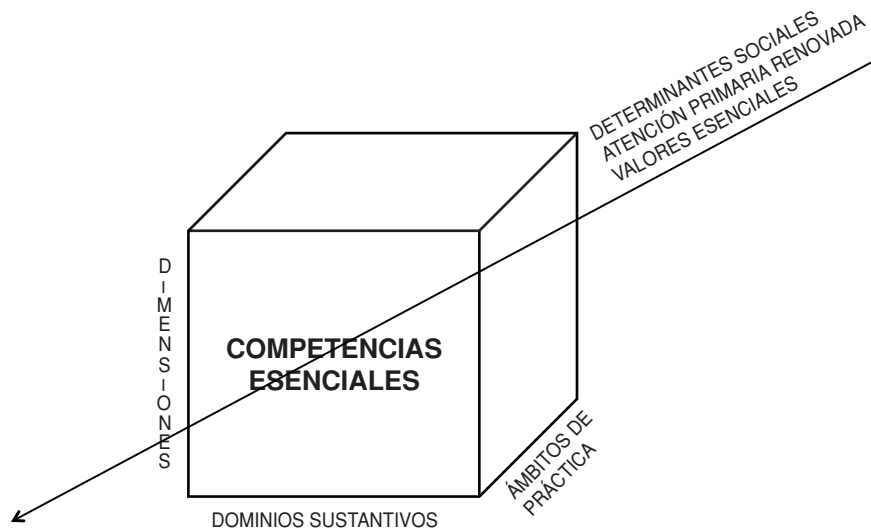 DETERMINANTES SOCIALES
ATENCIÓN PRIMARIA RENOVADA
VALORES ESENCIALES
DIMENSIONES
COMPETENCIAS
ESENCIALES
ÁMBITOS DE
PRÁCTICA
DOMINIOS SUSTANTIVOS